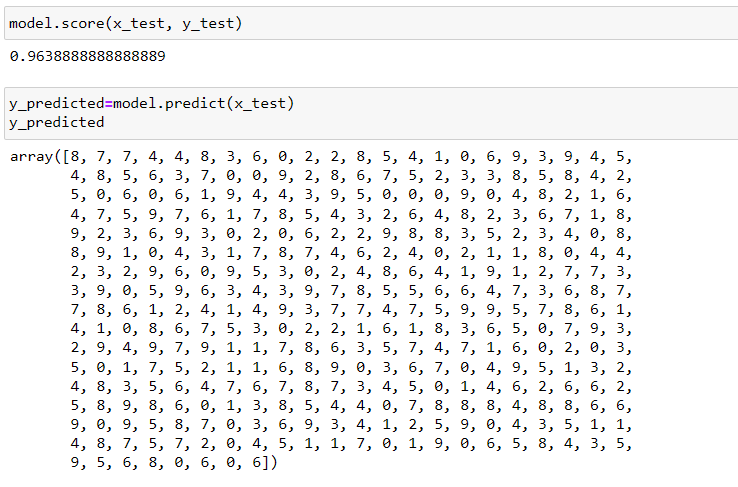 model.score(x_test, y_test)
0.9638888888888889
y_predicted=model.predict(x_test)
y_predicted
array([8, 7, 7, 4, 4, 8, 3, 6, 0, 2, 2, 8, 5, 4, 1, 0, 6, 9, 3, 9, 4, 5,
4, 8, 5, 6, 3, 7, 0, 0, 9, 2, 8, 6, 7, 5, 2, 3, 3, 8, 5, 8, 4, 2,
5, 0, 6, 0, 6, 1, 9, 4, 4, 3, 9, 5, 0, 0, 0, 9, 0, 4, 8, 2, 1, 6,
4, 7, 5, 9, 7, 6, 1, 7, 8, 5, 4, 3, 2, 6, 4, 8, 2, 3, 6, 7, 1, 8,
9, 2, 3, 6, 9, 3, 0, 2, 0, 6, 2, 2, 9, 8, 8, 3, 5, 2, 3, 4, 0, 8,
8, 9, 1, 0, 4, 3, 1, 7, 8, 7, 4, 6, 2, 4, 0, 2, 1, 1, 8, 0, 4, 4,
2, 3, 2, 9, 6, 0, 9, 5, 3, 0, 2, 4, 8, 6, 4, 1, 9, 1, 2, 7, 7, 3,
3, 9, 0, 5, 9, 6, 3, 4, 3, 9, 7, 8, 5, 5, 6, 6, 4, 7, 3, 6, 8, 7,
7, 8, 6, 1, 2, 4, 1, 4, 9, 3, 7, 7, 4, 7, 5, 9, 9, 5, 7, 8, 6, 1,
4, 1, 0, 8, 6, 7, 5, 3, 0, 2, 2, 1, 6, 1, 8, 3, 6, 5, 0, 7, 9, 3,
2, 9, 4, 9, 7, 9, 1, 1, 7, 8, 6, 3, 5, 7, 4, 7, 1, 6, 0, 2, 0, 3,
5, 0, 1, 7, 5, 2, 1, 1, 6, 8, 9, 0, 3, 6, 7, 0, 4, 9, 5, 1, 3, 2,
4, 8, 3, 5, 6, 4, 7, 6, 7, 8, 7, 3, 4, 5, 0, 1, 4, 6, 2, 6, 6, 2,
5, 8, 9, 8, 6, 0, 1, 3, 8, 5, 4, 4, 0, 7, 8, 8, 8, 4, 8, 8, 6, 6,
9, 0, 9, 5, 8, 7, 0, 3, 6, 9, 3, 4, 1, 2, 5, 9, 0, 4, 3, 5, 1, 1,
4, 8, 7, 5, 7, 2, 0, 4, 5, 1, 1, 7, 0, 1, 9, 0, 6, 5, 8, 4, 3, 5,
9, 5, 6, 8, 0, 6, 0, 6])